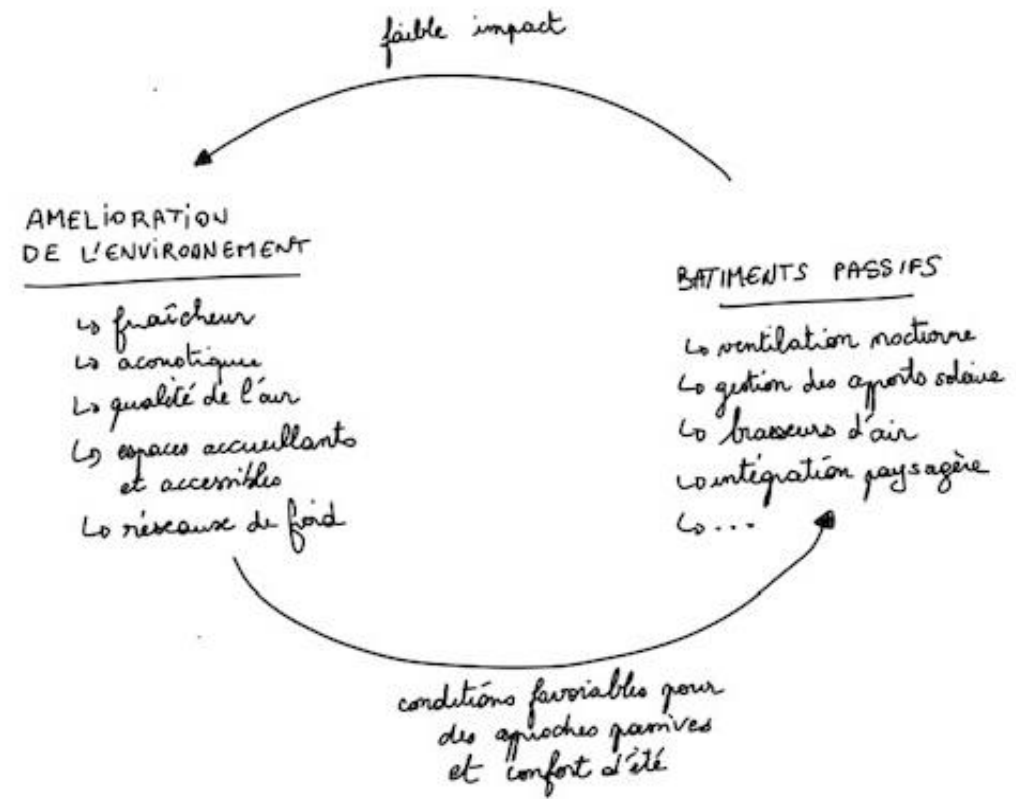 faible impact
AMELIORATION
DE L'ENVIRONNEMENT
↳ fraîcheur
↳ acoustique
↳ qualité de l'air
↳ espaces accueillants
et accessibles
↳ réseaux de froid
BATIMENTS PASSIFS
↳ ventilation nocturne
↳ gestion des apports solaire
↳ brasseurs d'air
↳ intégration paysagère
↳ ...
conditions favorables pour
des approches passives
et confort d'été